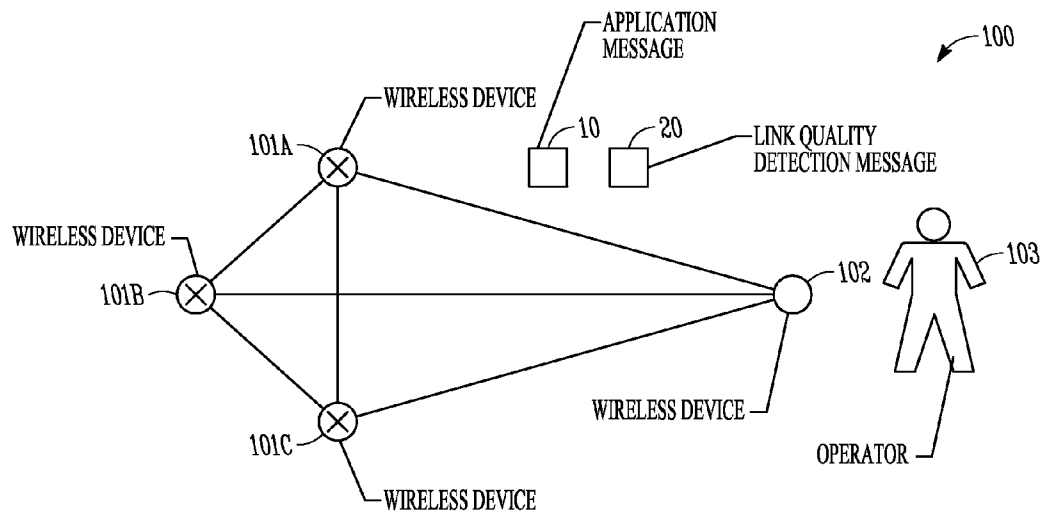 APPLICATION
MESSAGE
100
WIRELESS DEVICE
10
20
101A
LINK QUALITY
DETECTION MESSAGE
WIRELESS DEVICE
103
102
101B
WIRELESS DEVICE
101C
OPERATOR
WIRELESS DEVICE